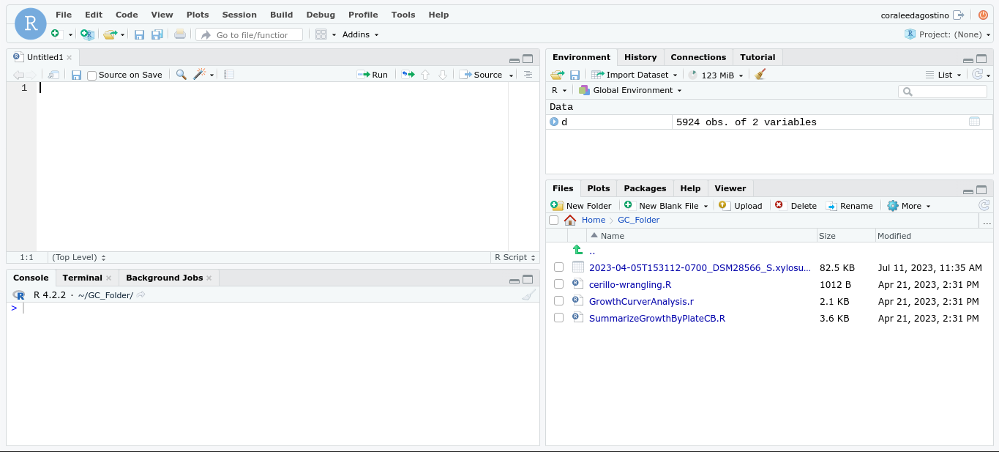 R
File Edit Code View Plots Session Build Debug Profile Tools Help
coraleedagostino
Go to file/function
Addins
Project: (None)
Untitled1
Source on Save
Run
Source
1
1:1
(Top Level)
R Script
Console Terminal Background Jobs
R 4.2.2 · ~/GC_Folder/
>
Environment History Connections Tutorial
Import Dataset
123 MiB
List
R
Global Environment
Data
d 5924 obs. of 2 variables
Files Plots Packages Help Viewer
New Folder New Blank File Upload Delete Rename More
Home GC_Folder
...
Name Size Modified
..
2023-04-05T153112-0700_DSM28566_S.xylosu... 82.5 KB Jul 11, 2023, 11:35 AM
cerillo-wrangling.R 1012 B Apr 21, 2023, 2:31 PM
GrowthCurverAnalysis.r 2.1 KB Apr 21, 2023, 2:31 PM
SummarizeGrowthByPlateCB.R 3.6 KB Apr 21, 2023, 2:31 PM